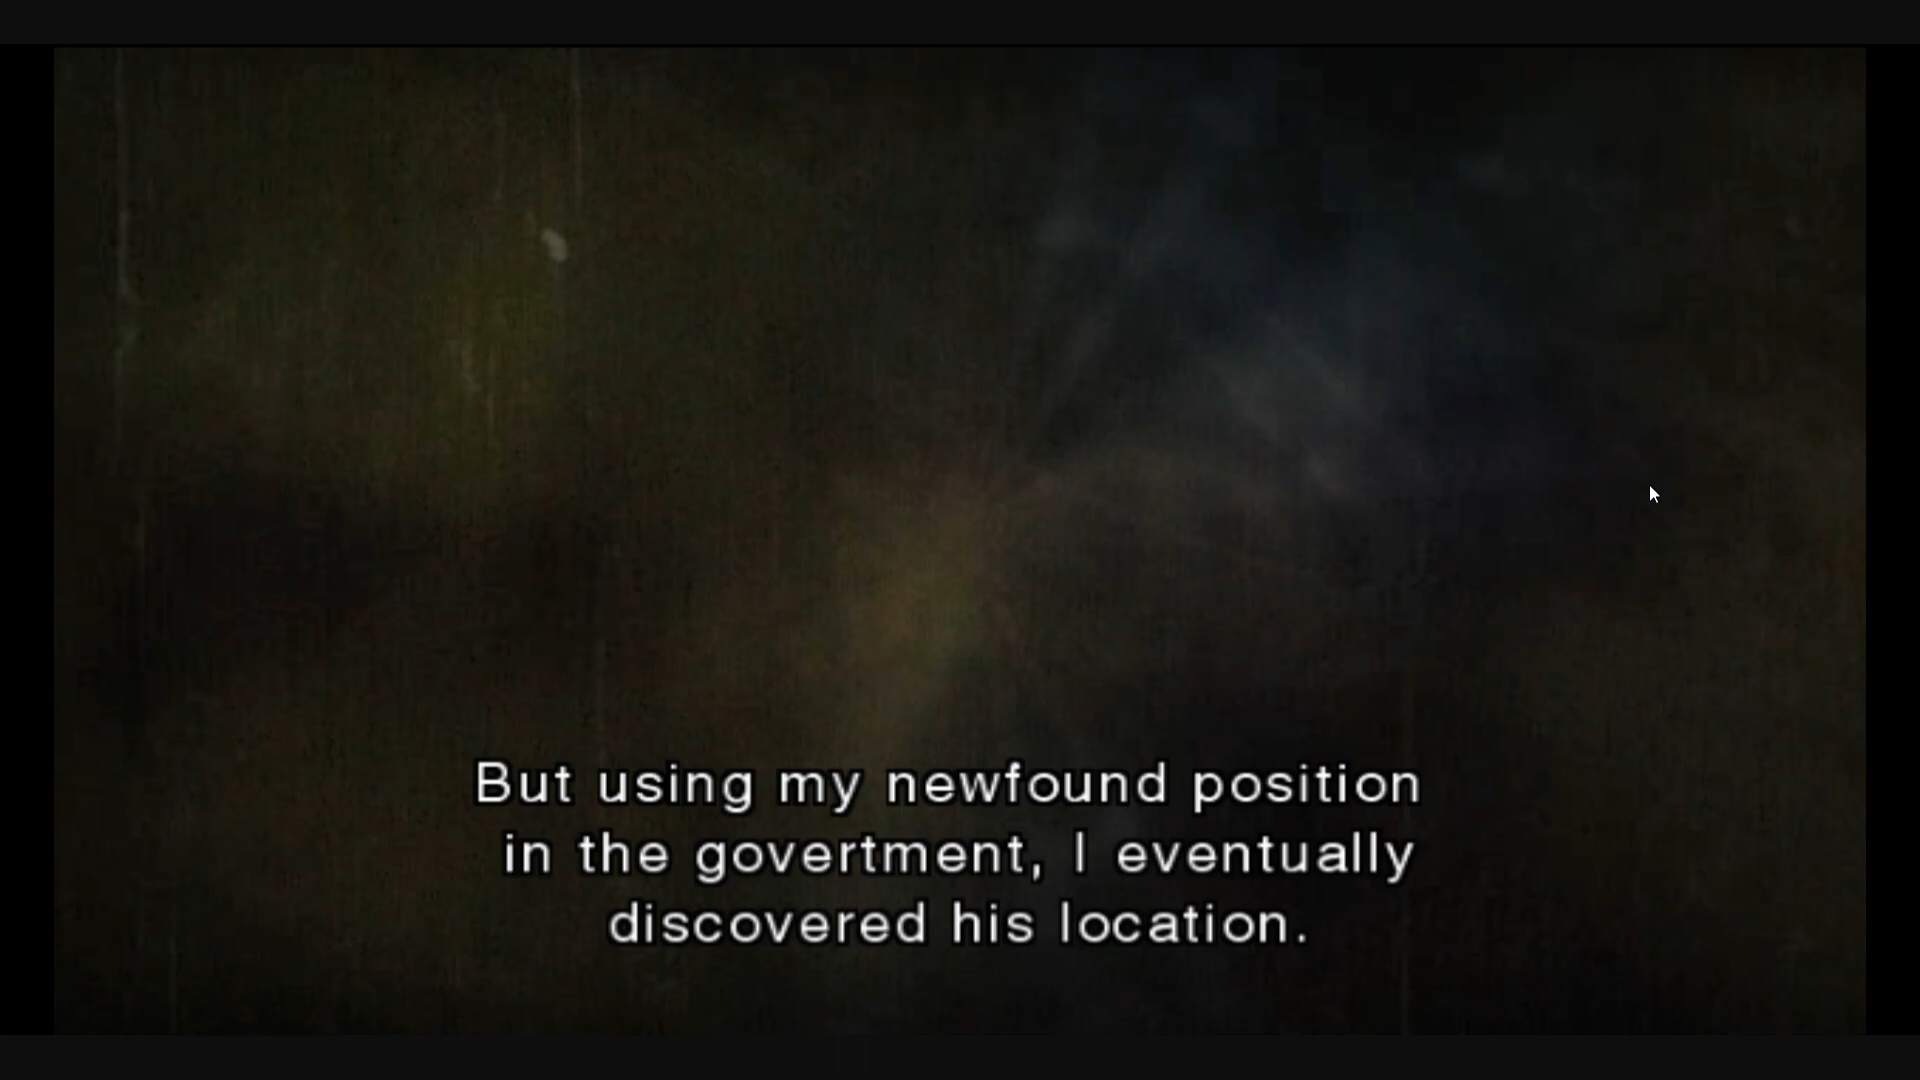 But using my newfound position
in the govertment, I eventually
discovered his location.